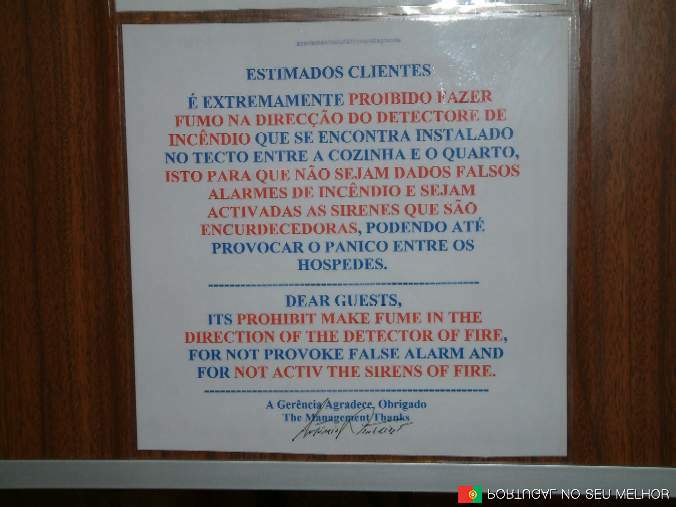 ESTIMADOS CLIENTES
É EXTREMAMENTE PROIBIDO FAZER
FUMO NA DIRECÇÃO DO DETECTORE DE
INCÊNDIO QUE SE ENCONTRA INSTALADO
NO TECTO ENTRE A COZINHA E O QUARTO,
ISTO PARA QUE NÃO SEJAM DADOS FALSOS
ALARMES DE INCÊNDIO E SEJAM
ACTIVADAS AS SIRENES QUE SÃO
ENCURDECEDORAS, PODENDO ATÉ
PROVOCAR O PANICO ENTRE OS
HOSPEDES.
DEAR GUESTS,
ITS PROHIBIT MAKE FUME IN THE
DIRECTION OF THE DETECTOR OF FIRE,
FOR NOT PROVOKE FALSE ALARM AND
FOR NOT ACTIV THE SIRENS OF FIRE.
A Gerência Agradece, Obrigado
The Management Thanks
PORTUGAL NO SEU MELHOR